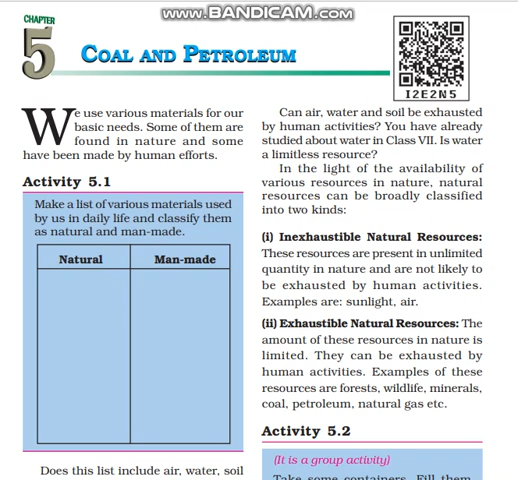 www.BANDICAM.com
CHAPTER
5
COAL AND PETROLEUM
I2E2N5
We use various materials for our
basic needs. Some of them are
found in nature and some
have been made by human efforts.
Activity 5.1
Make a list of various materials used
by us in daily life and classify them
as natural and man-made.
Natural
Man-made
Does this list include air, water, soil
Can air, water and soil be exhausted
by human activities? You have already
studied about water in Class VII. Is water
a limitless resource?
In the light of the availability of
various resources in nature, natural
resources can be broadly classified
into two kinds:
(i) Inexhaustible Natural Resources:
These resources are present in unlimited
quantity in nature and are not likely to
be exhausted by human activities.
Examples are: sunlight, air.
(ii) Exhaustible Natural Resources: The
amount of these resources in nature is
limited. They can be exhausted by
human activities. Examples of these
resources are forests, wildlife, minerals,
coal, petroleum, natural gas etc.
Activity 5.2
(It is a group activity)
Take some containers. Fill them